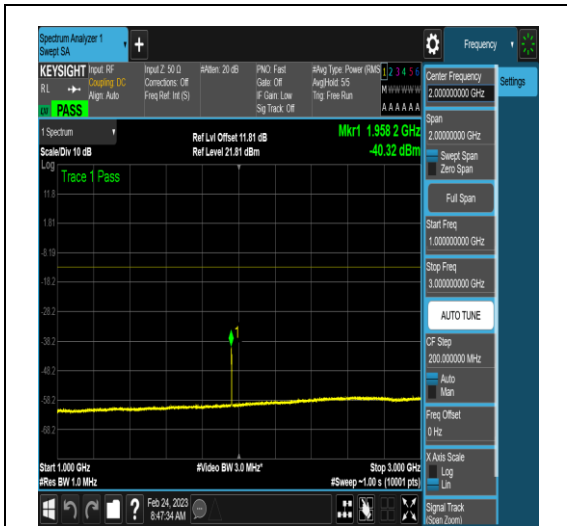 Spectrum Analyzer 1
Swept SA
+
Frequency
KEYSIGHT
Input: RF
Input Z: 50 Ω
#Atten: 20 dB
PNO: Fast
#Avg Type: Power (RMS
1 2 3 4 5 6
RL
Coupling: DC
Corrections: Off
Gate: Off
Avg|Hold: 5/5
M W W W W W
Align: Auto
Freq Ref: Int (S)
IF Gain: Low
Trig: Free Run
Sig Track: Off
A A A A A A
PASS
Center Frequency
2.000000000 GHz
Settings
Span
2.00000000 GHz
Swept Span
Zero Span
Full Span
Start Freq
1.000000000 GHz
Stop Freq
3.000000000 GHz
AUTO TUNE
CF Step
200.000000 MHz
Auto
Man
Freq Offset
0 Hz
X Axis Scale
Log
Lin
Signal Track
(Span Zoom)
1 Spectrum
Ref Lvl Offset 11.81 dB
Mkr1 1.958 2 GHz
Scale/Div 10 dB
Ref Level 21.81 dBm
-40.32 dBm
Log
Trace 1 Pass
11.8
1.81
-8.19
-18.2
-28.2
-38.2
-48.2
-58.2
-68.2
1
Start 1.000 GHz
#Video BW 3.0 MHz*
Stop 3.000 GHz
#Res BW 1.0 MHz
#Sweep ~1.00 s (10001 pts)
?
Feb 24, 2023
8:47:34 AM